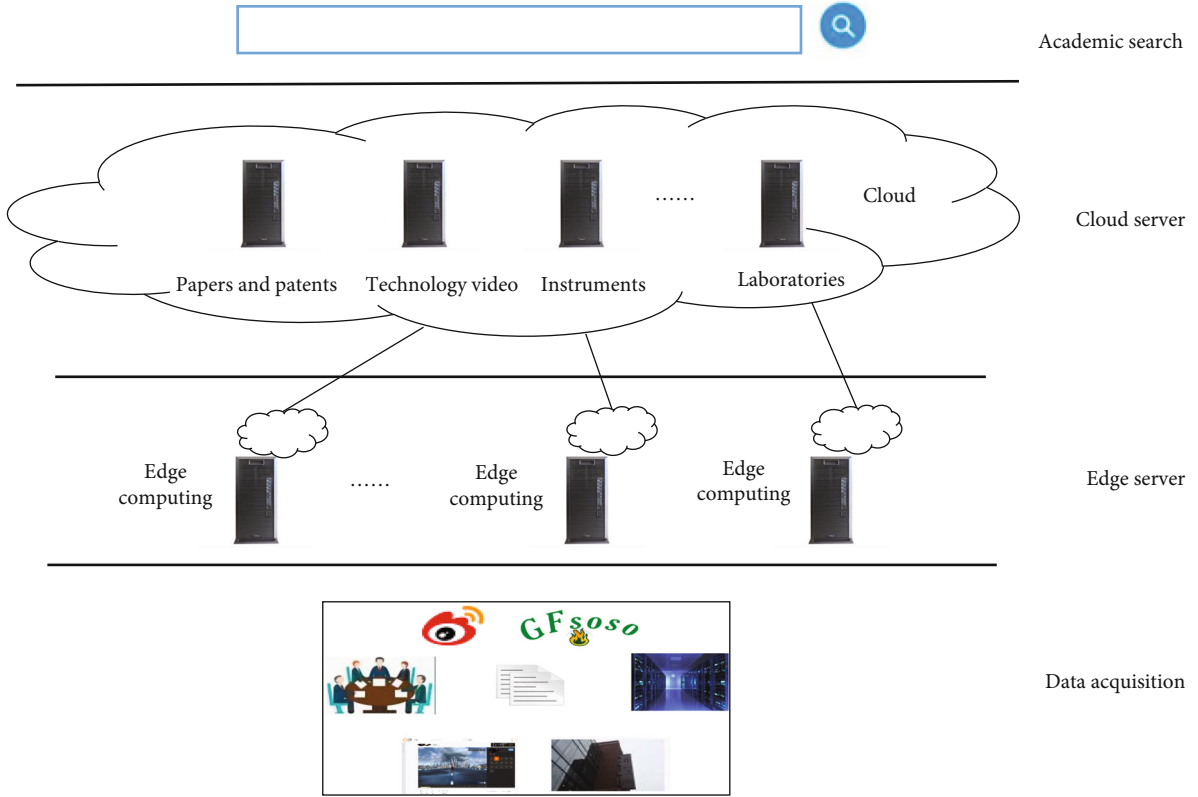 Academic search
Cloud
......
Cloud server
Papers and patents
Technology video
Instruments
Laboratories
Edge
computing
......
Edge
computing
Edge
computing
Edge server
GFsoso
Data acquisition